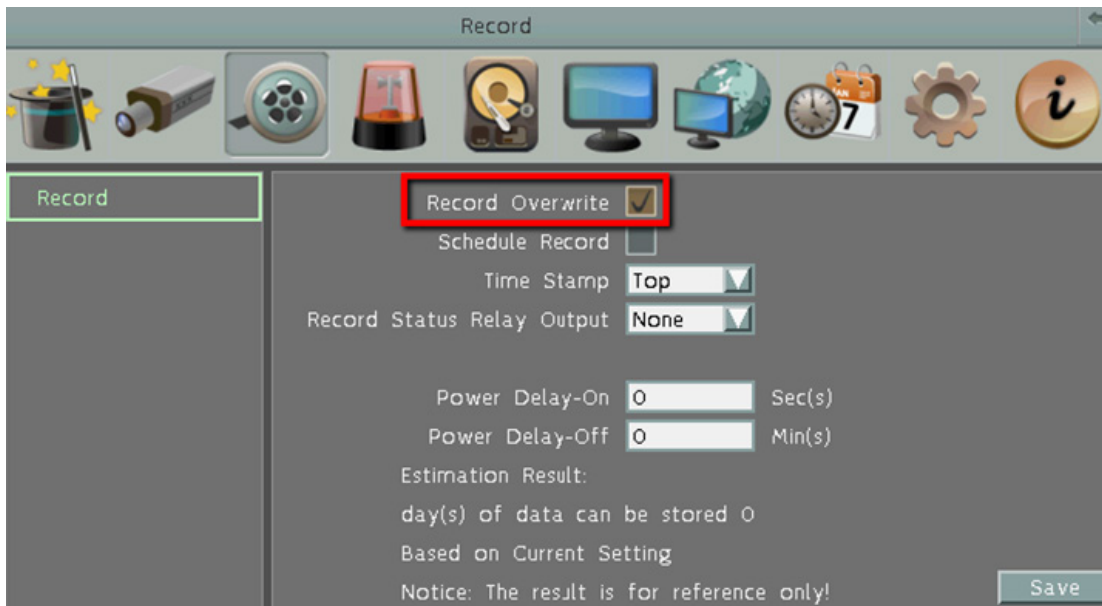 Record
JAN
7
i
Record
Record Overwrite
Schedule Record
Time Stamp Top
Record Status Relay Output None
Power Delay-On 0 Sec(s)
Power Delay-Off 0 Min(s)
Estimation Result:
day(s) of data can be stored 0
Based on Current Setting
Notice: The result is for reference only!
Save